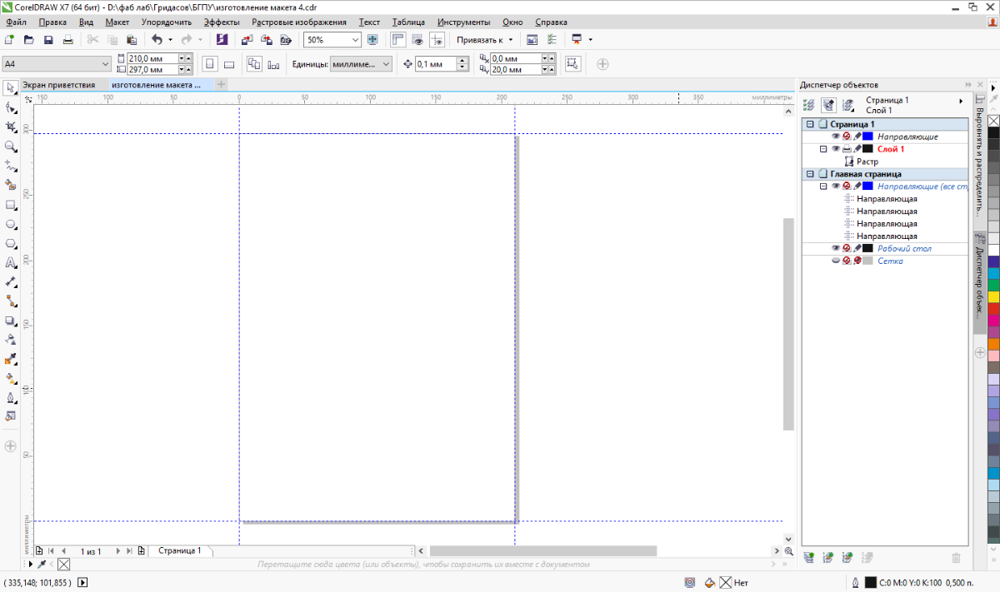 CorelDRAW X7 (64 бит) - D:\фаб лаб\Гридасов\БГПУ\изготовление макета 4.cdr
Файл Правка Вид Макет Упорядочить Эффекты Растровые изображения Текст Таблица Инструменты Окно Справка
50% Привязать к
A4 210,0 мм 297,0 мм Единицы: миллиме... 0,1 мм 0,0 мм 20,0 мм
Экран приветствия изготовление макета ...
150 100 50 0 50 100 150 200 250 300 350 миллиметры
300
250
200
150
100
50
0
миллиметры
Диспетчер объектов
Страница 1
Слой 1
Страница 1
Направляющие
Слой 1
Растр
Главная страница
Направляющие (все ст
Направляющая
Направляющая
Направляющая
Направляющая
Рабочий стол
Сетка
Выровнять и распределить...
Диспетчер объек...
1 из 1 Страница 1
Перетащите сюда цвета (или объекты), чтобы сохранить их вместе с документом
( 335,148; 101,855 ) Нет C:0 M:0 Y:0 K:100 0,500 п.